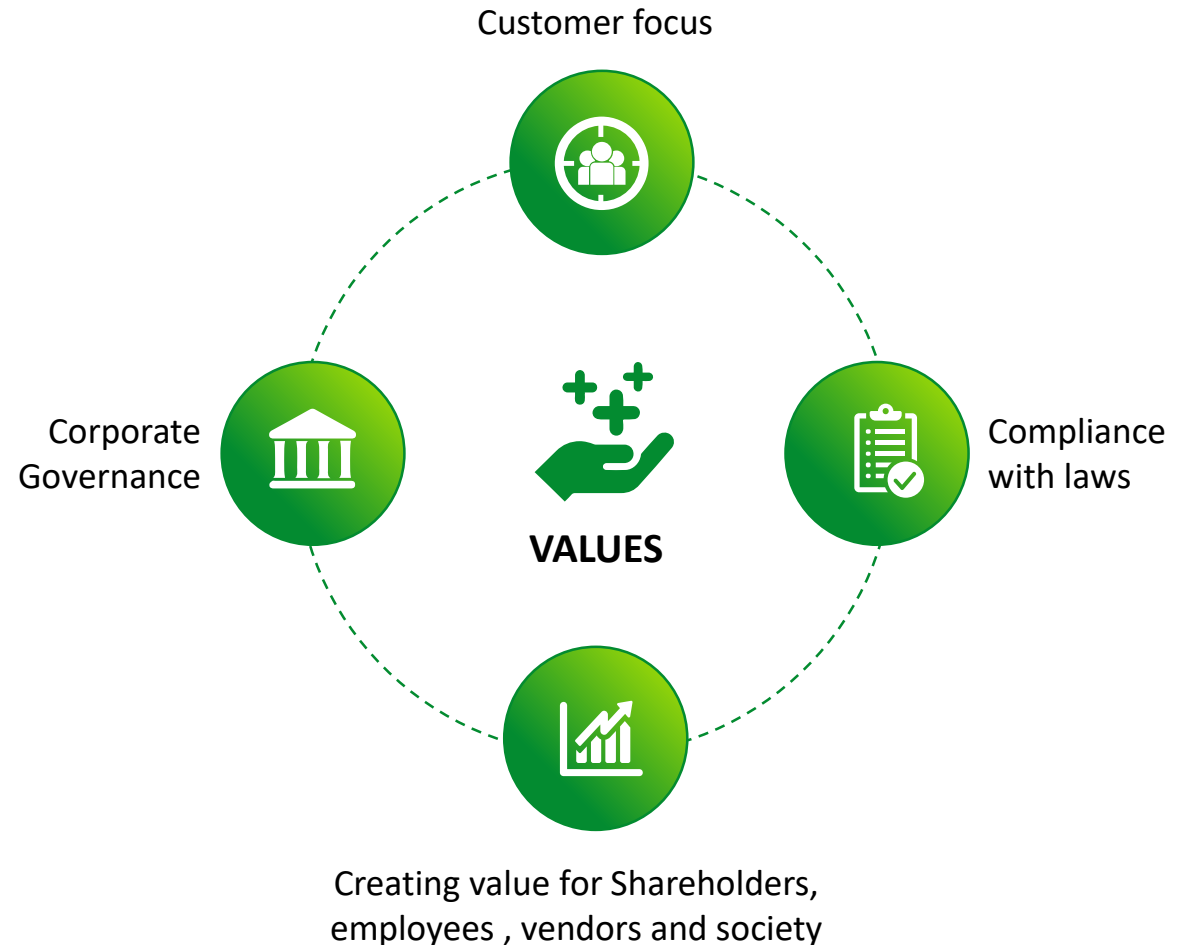 Customer focus
Corporate
Governance
Compliance
with laws
VALUES
Creating value for Shareholders,
employees , vendors and society